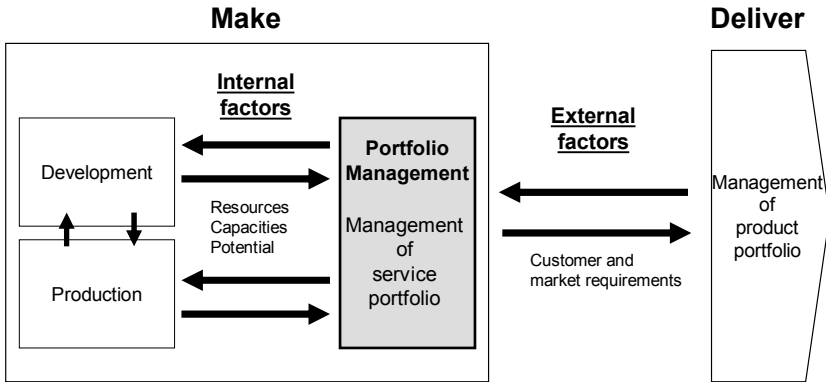 Make
Deliver
Internal
factors
Development
Resources
Capacities
Potential
Production
Portfolio
Management
Management
of
service
portfolio
External
factors
Customer and
market requirements
Management
of
product
portfolio